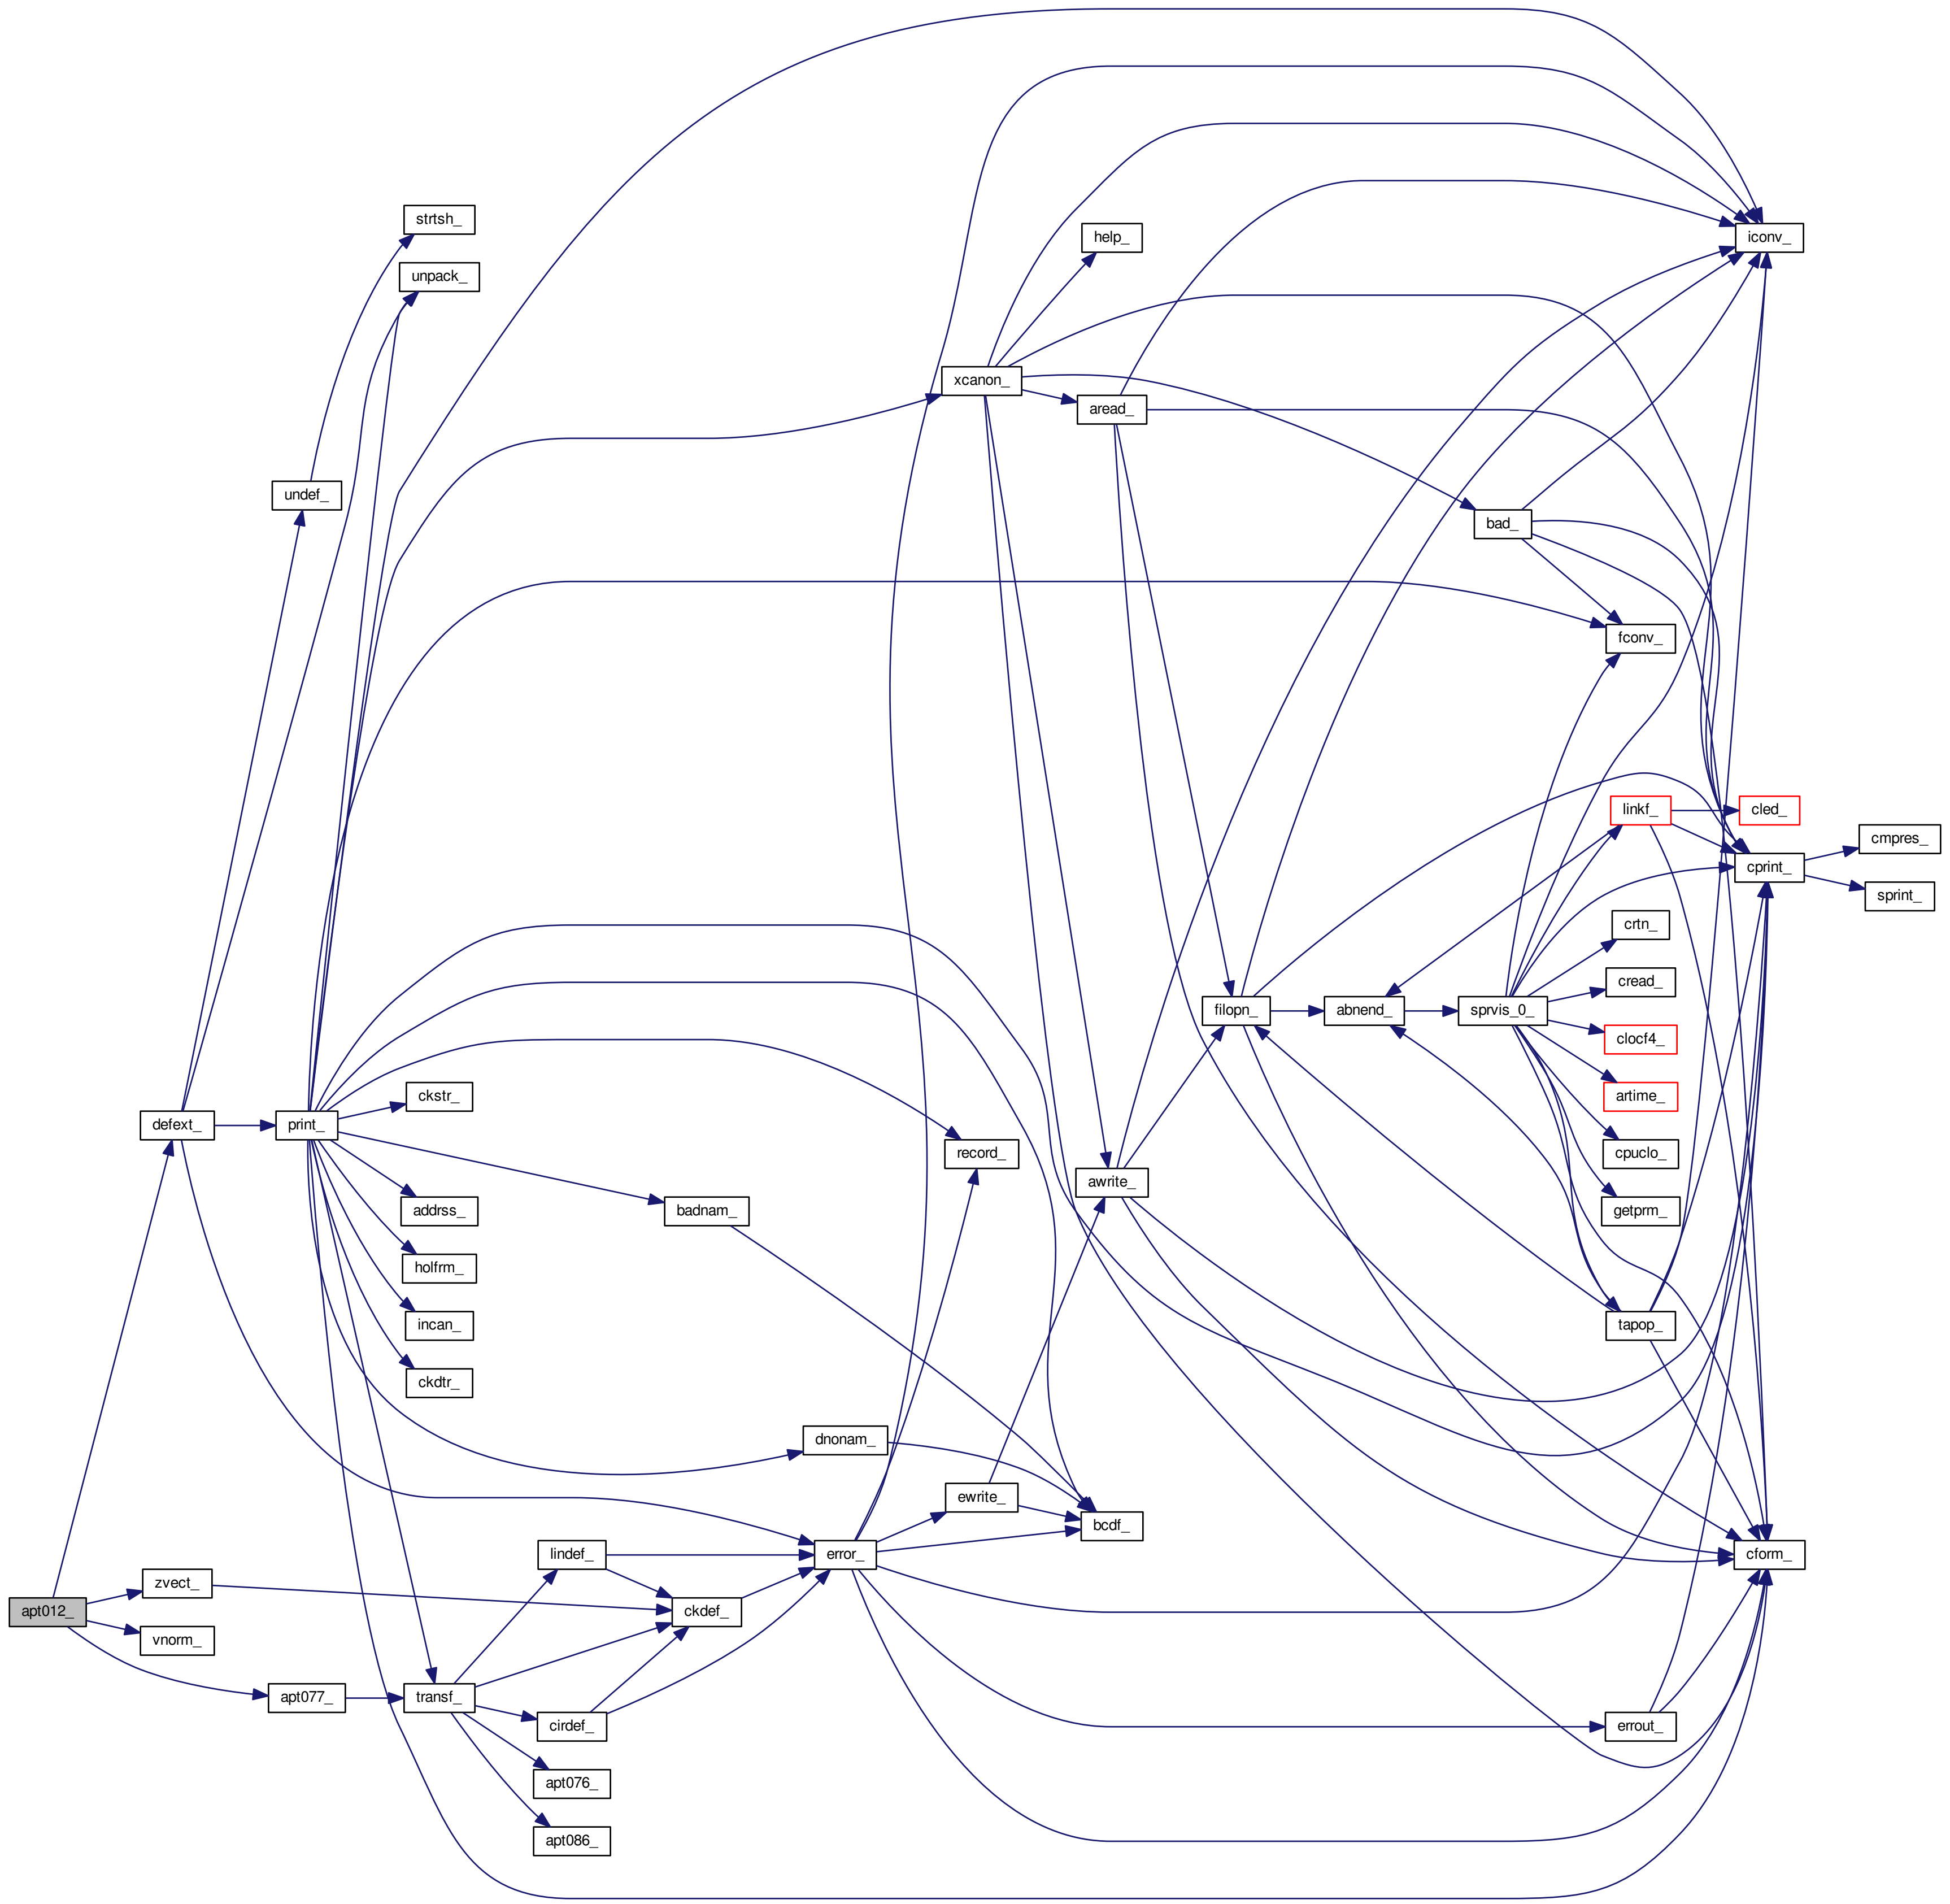 strtsh_
help_
iconv_
unpack_
xcanon_
aread_
undef_
bad_
fconv_
linkf_
cled_
cmpres_
cprint_
sprint_
crtn_
cread_
filopn_
abnend_
sprvis_0_
clocf4_
artime_
ckstr_
defext_
print_
record_
cpuclo_
awrite_
addrss_
badnam_
getprm_
holfrm_
incan_
tapop_
ckdtr_
dnonam_
ewrite_
bcdf_
lindef_
error_
cform_
zvect_
apt012_
ckdef_
vnorm_
apt077_
transf_
cirdef_
errout_
apt076_
apt086_